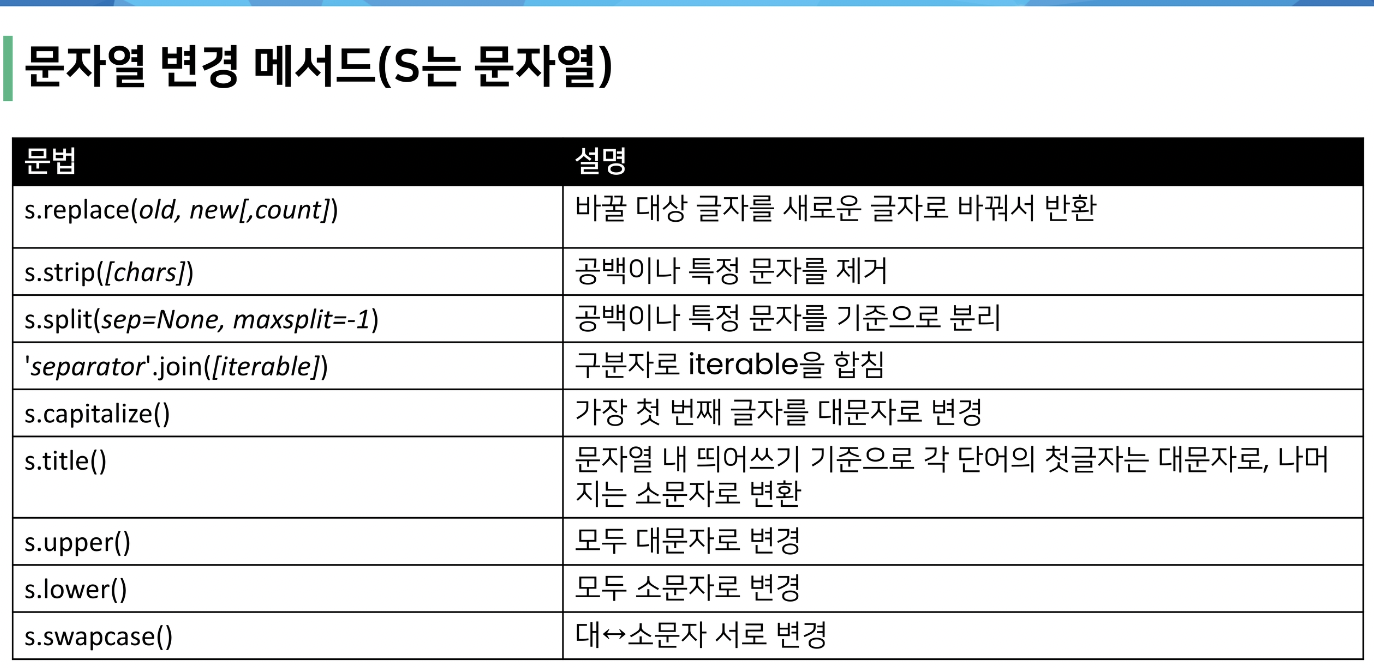 문자열 변경 메서드(S는 문자열)
문법 설명
s.replace(old, new[,count]) 바꿀 대상 글자를 새로운 글자로 바꿔서 반환
s.strip([chars]) 공백이나 특정 문자를 제거
s.split(sep=None, maxsplit=-1) 공백이나 특정 문자를 기준으로 분리
'separator'.join([iterable]) 구분자로 iterable을 합침
s.capitalize() 가장 첫 번째 글자를 대문자로 변경
s.title() 문자열 내 띄어쓰기 기준으로 각 단어의 첫글자는 대문자로, 나머
지는 소문자로 변환
s.upper() 모두 대문자로 변경
s.lower() 모두 소문자로 변경
s.swapcase() 대↔소문자 서로 변경